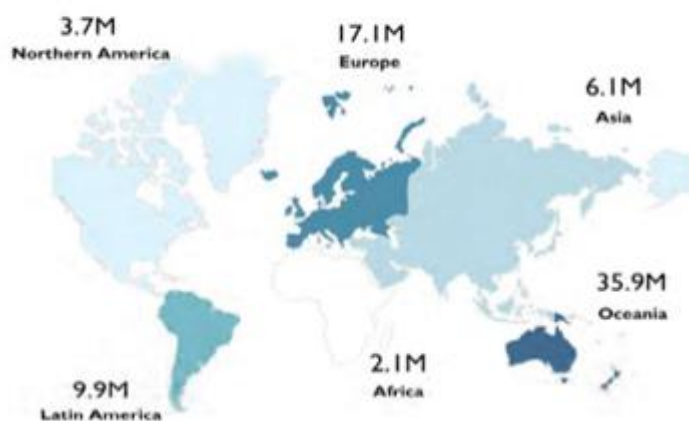 3.7M
Northern America
17.1M
Europe
6.1M
Asia
35.9M
Oceania
2.1M
Africa
9.9M
Latin America